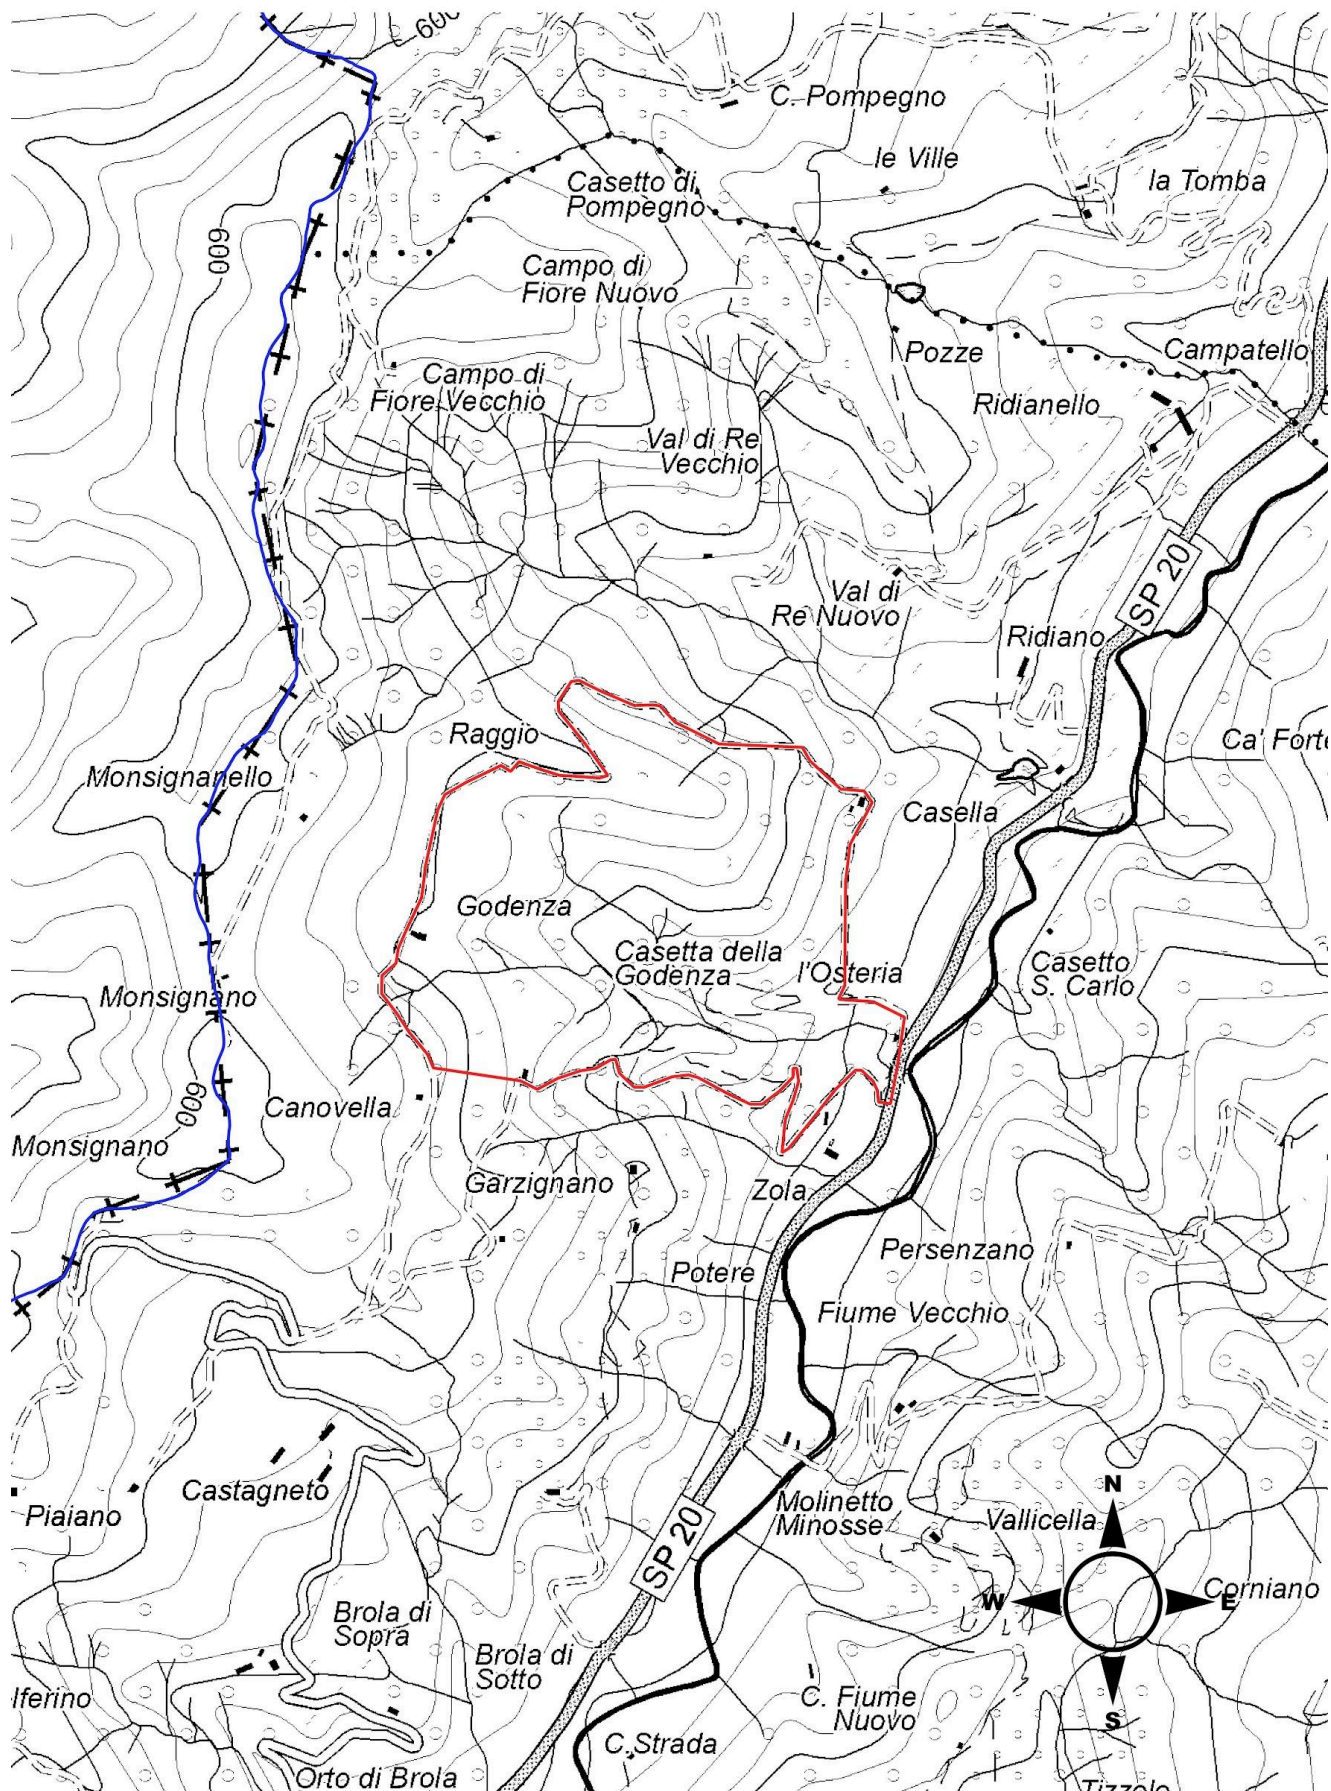 600
C. Pompegno
le Ville
la Tomba
Casetto di
Pompegno
600
Campo di
Fiore Nuovo
Pozze
Campatello
Campo di
Fiore Vecchio
Ridianello
Val di Re
Vecchio
SP 20
Val di
Re Nuovo
Ridiano
Raggio
Ca' Forte
Monsignanello
Casella
Godenza
Casetta della
Godenza
l'Osteria
Casetto
S. Carlo
Monsignano
600
Canovella
Monsignano
Garzignano
Zola
Persenzano
Potere
Fiume Vecchio
Castagneto
Piaiano
Molinetto
Minosse
N
Vallicella
SP 20
W
E
Corniano
Brola di
Sopra
Brola di
Sotto
lferino
C. Fiume
Nuovo
S
C.Strada
Orto di Brola
Tizzolo